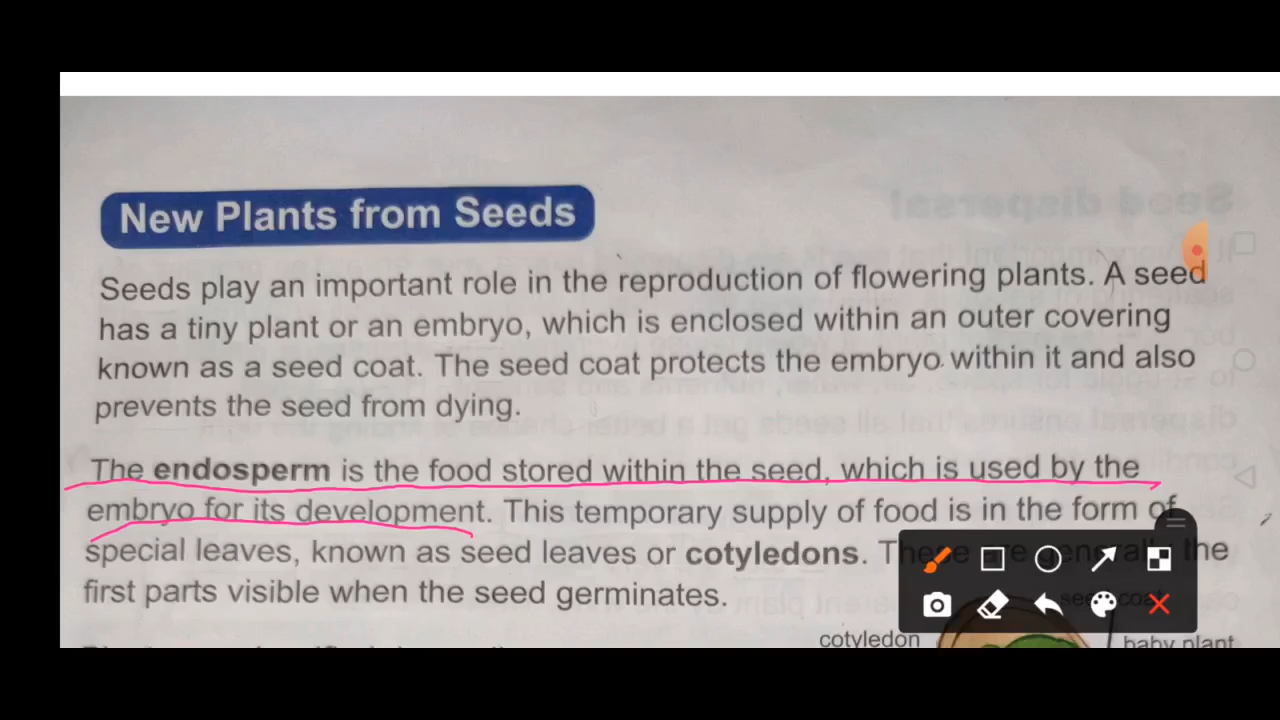 New Plants from Seeds
Seeds play an important role in the reproduction of flowering plants. A seed
has a tiny plant or an embryo, which is enclosed within an outer covering
known as a seed coat. The seed coat protects the embryo within it and also
prevents the seed from dying.
The endosperm is the food stored within the seed, which is used by the
embryo for its development. This temporary supply of food is in the form of
special leaves, known as seed leaves or cotyledons. These are generally the
first parts visible when the seed germinates.
seed coat
cotyledon
baby plant